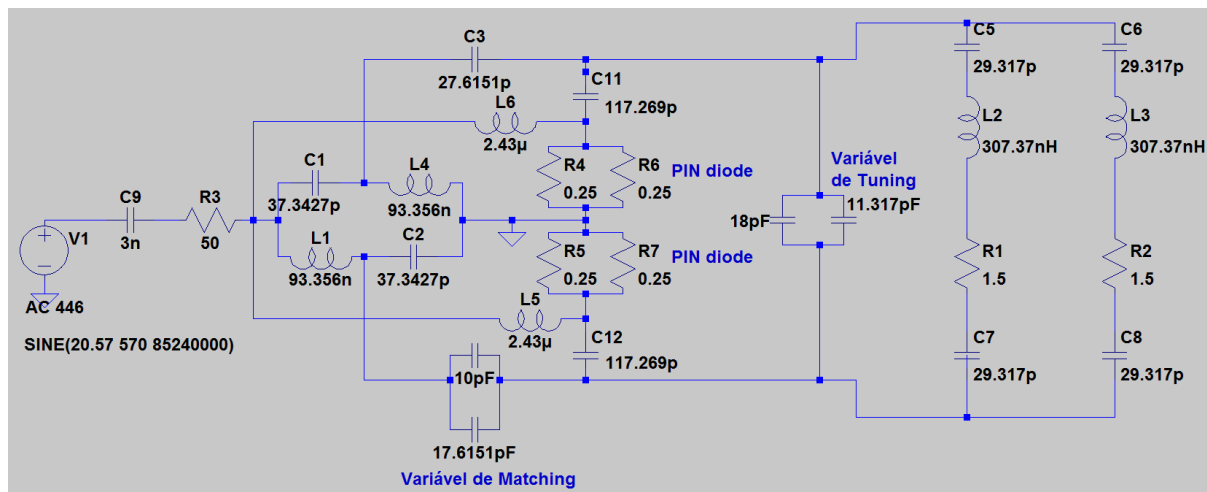 C3
27.6151p
C11
117.269p
L6
2.43µ
C1
37.3427p
L4
93.356n
R4
0.25
R6
0.25
PIN diode
C9
3n
R3
50
V1
L1
93.356n
C2
37.3427p
R5
0.25
R7
0.25
PIN diode
AC 446
SINE(20.57 570 85240000)
L5
2.43µ
C12
117.269p
10pF
17.6151pF
Variável de Matching
Variável
de Tuning
18pF
11.317pF
C5
29.317p
L2
307.37nH
R1
1.5
C7
29.317p
C6
29.317p
L3
307.37nH
R2
1.5
C8
29.317p